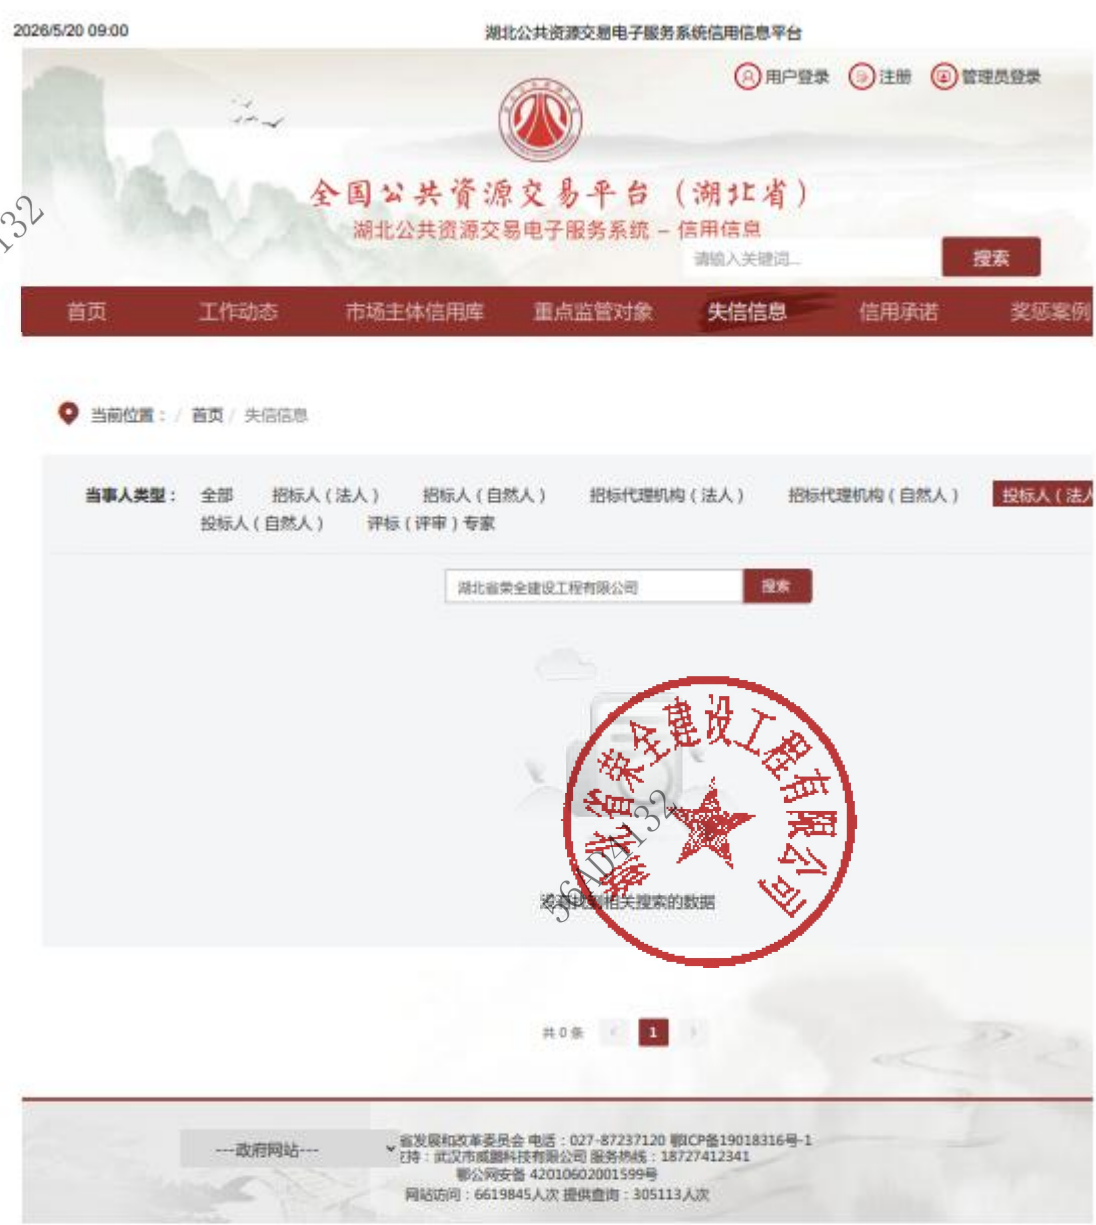 2026/5/20 09:00
湖北公共资源交易电子服务系统信用信息平台
用户登录 注册 管理员登录
全国公共资源交易平台（湖北省）
湖北公共资源交易电子服务系统 – 信用信息
请输入关键词...
搜索
132
首页 工作动态 市场主体信用库 重点监管对象 失信信息 信用承诺 奖惩案例
当前位置： / 首页 / 失信信息
当事人类型： 全部 招标人（法人） 招标人（自然人） 招标代理机构（法人） 招标代理机构（自然人） 投标人（法人
投标人（自然人） 评标（评审）专家
湖北省荣全建设工程有限公司 搜索
湖北省荣全建设工程有限公司
56AD4132
没有找到相关搜索的数据
共 0 条 < 1 >
---政府网站---
省发展和改革委员会 电话：027-87237120 鄂ICP备19018316号-1
支持：武汉市威鹏科技有限公司 服务热线：18727412341
鄂公网安备 42010602001599号
网站访问：6619845人次 提供查询：305113人次